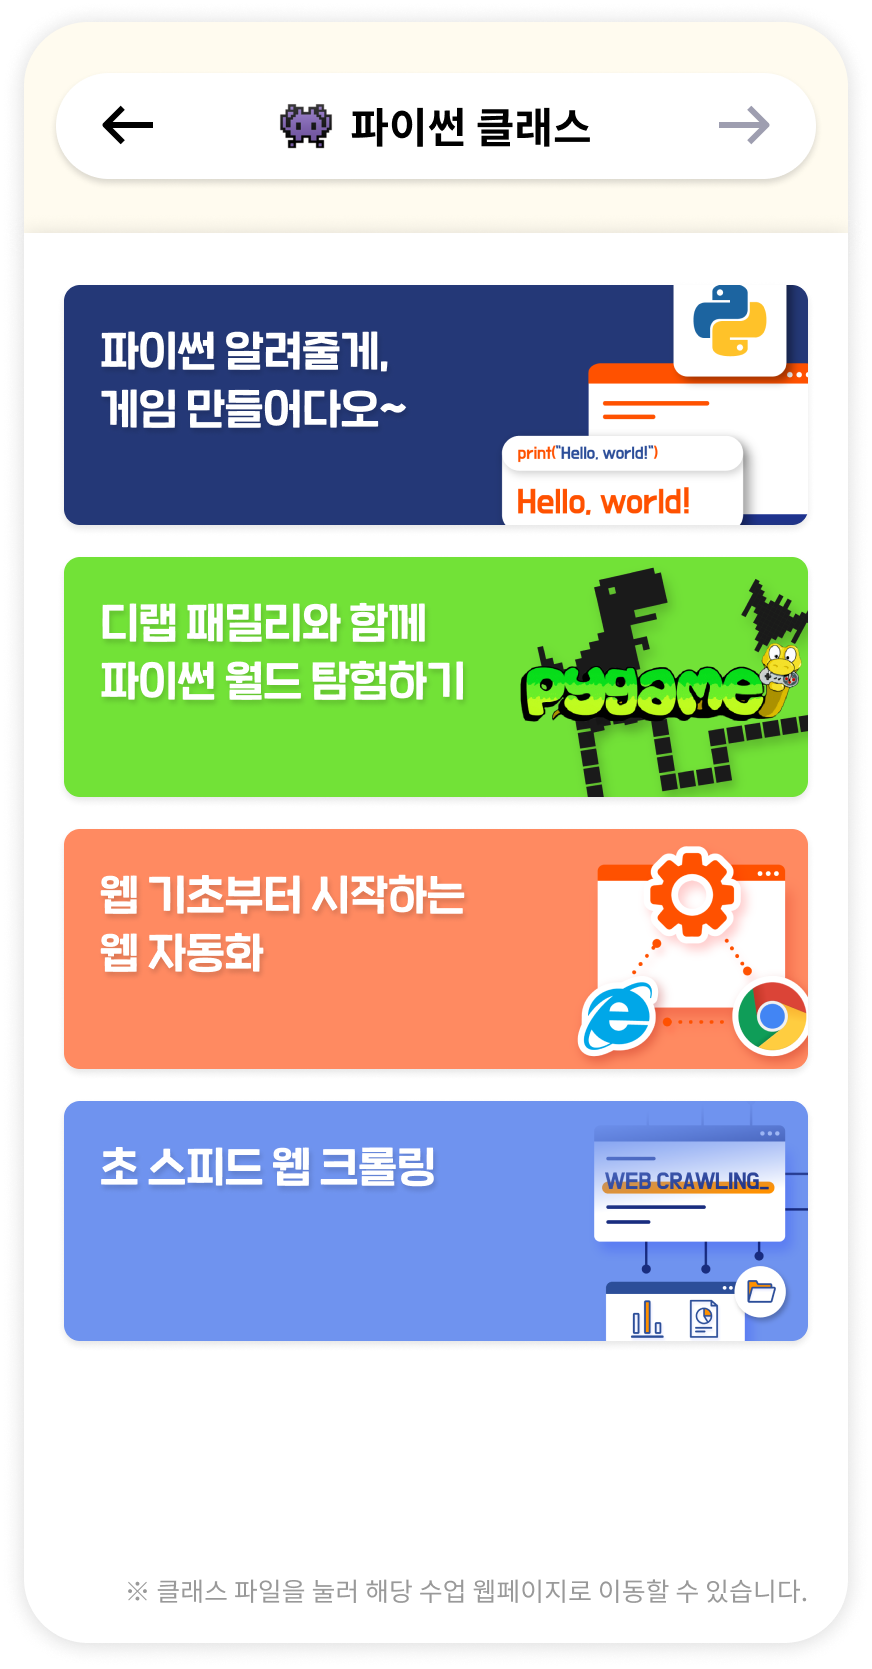 파이썬 클래스
파이썬 알려줄게,
게임 만들어다오~
print("Hello, world!")
Hello, world!
디랩 패밀리와 함께
파이썬 월드 탐험하기
pygame
웹 기초부터 시작하는
웹 자동화
초 스피드 웹 크롤링
WEB CRAWLING_
※ 클래스 파일을 눌러 해당 수업 웹페이지로 이동할 수 있습니다.